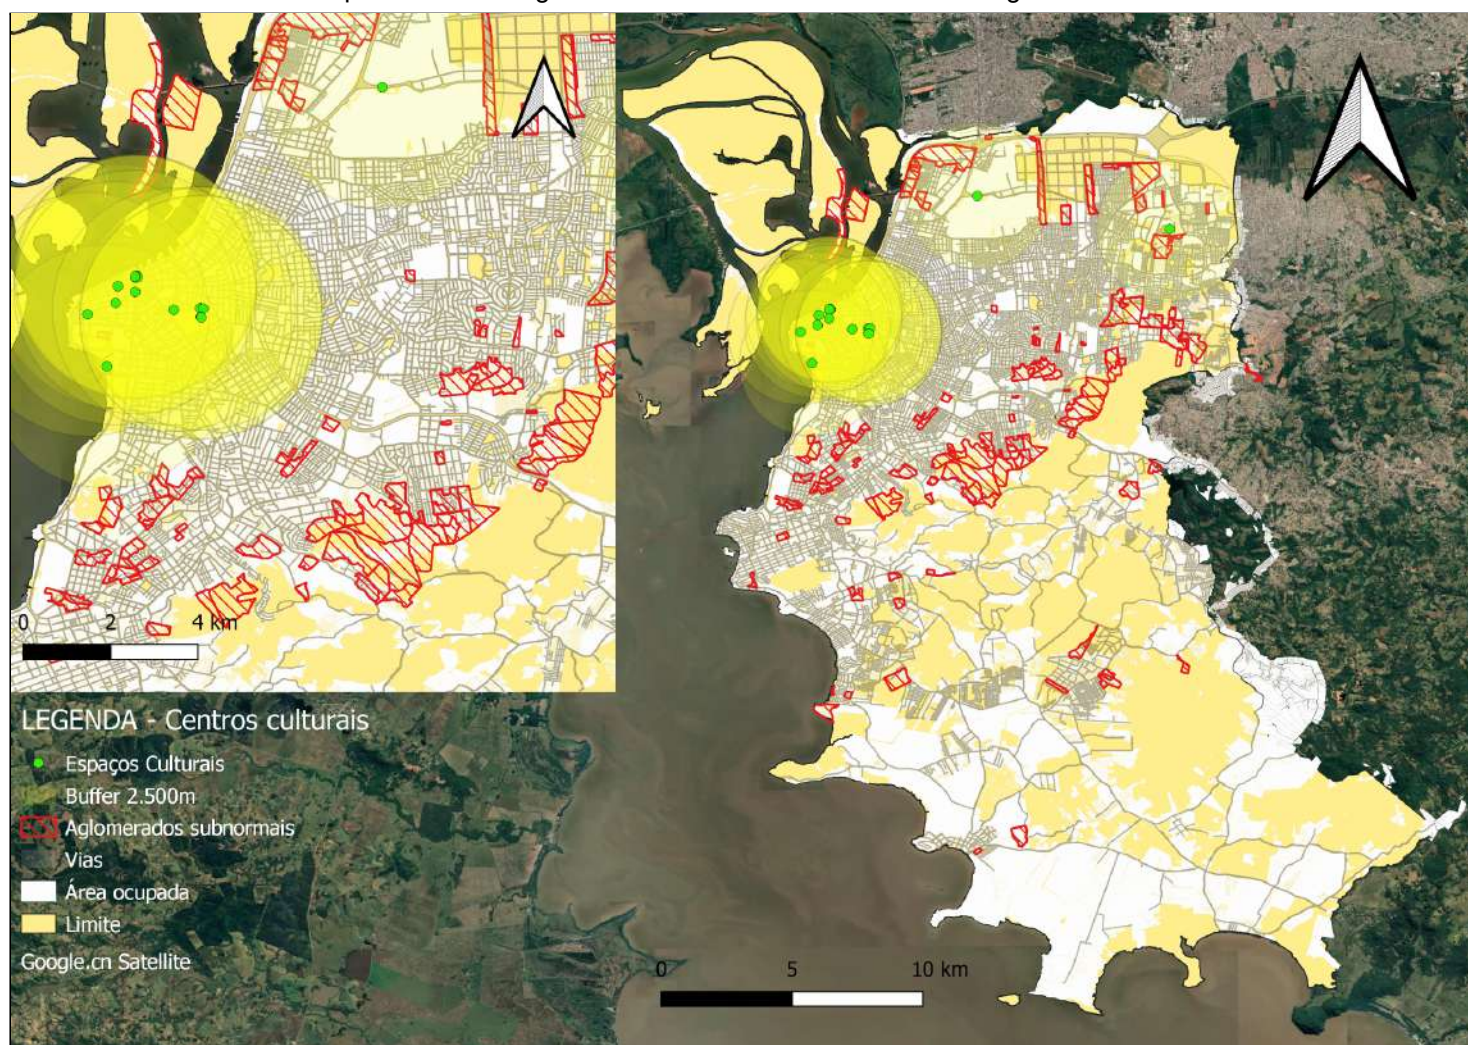 0 2 4 km
LEGENDA - Centros culturais
Espaços Culturais
Buffer 2.500m
Aglomerados subnormais
Vias
Área ocupada
Limite
Google.cn Satellite
0 5 10 km